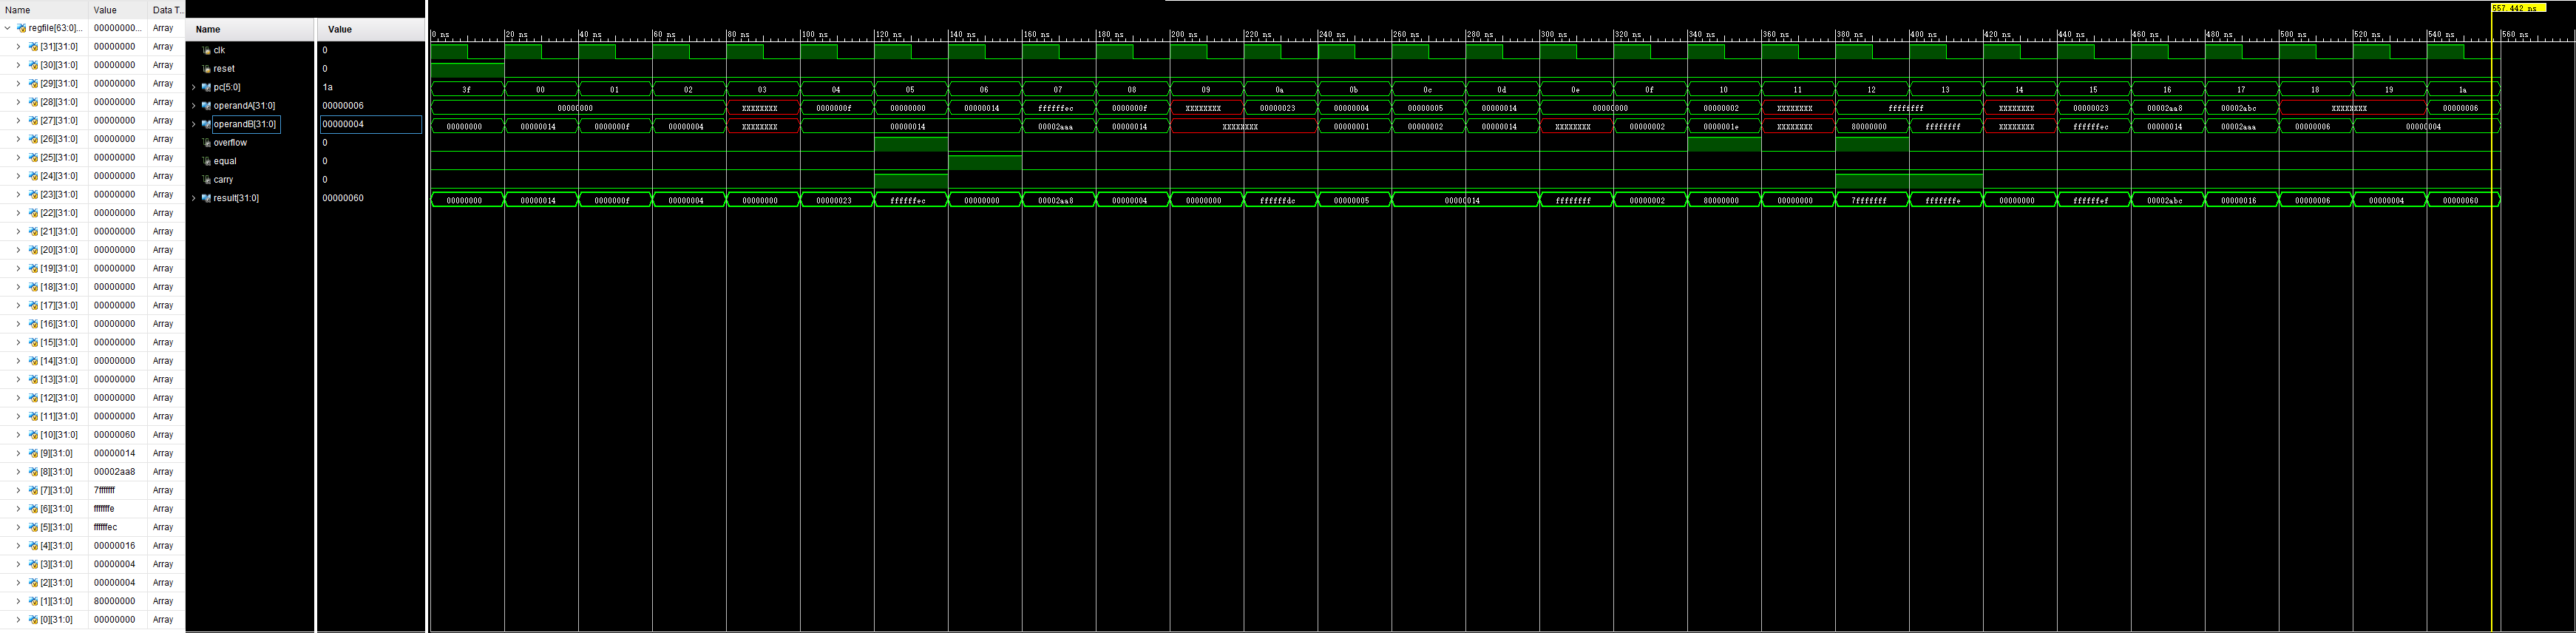 Name Value Data T...
regfile[63:0]... 00000000... Array
[31][31:0] 00000000 Array
[30][31:0] 00000000 Array
[29][31:0] 00000000 Array
[28][31:0] 00000000 Array
[27][31:0] 00000000 Array
[26][31:0] 00000000 Array
[25][31:0] 00000000 Array
[24][31:0] 00000000 Array
[23][31:0] 00000000 Array
[22][31:0] 00000000 Array
[21][31:0] 00000000 Array
[20][31:0] 00000000 Array
[19][31:0] 00000000 Array
[18][31:0] 00000000 Array
[17][31:0] 00000000 Array
[16][31:0] 00000000 Array
[15][31:0] 00000000 Array
[14][31:0] 00000000 Array
[13][31:0] 00000000 Array
[12][31:0] 00000000 Array
[11][31:0] 00000000 Array
[10][31:0] 00000060 Array
[9][31:0] 00000014 Array
[8][31:0] 00002aa8 Array
[7][31:0] 7fffffff Array
[6][31:0] fffffffe Array
[5][31:0] ffffffec Array
[4][31:0] 00000016 Array
[3][31:0] 00000004 Array
[2][31:0] 00000004 Array
[1][31:0] 80000000 Array
[0][31:0] 00000000 Array
Name Value
clk 0
reset 0
pc[5:0] 1a
operandA[31:0] 00000006
operandB[31:0] 00000004
overflow 0
equal 0
carry 0
result[31:0] 00000060
557.442 ns
0 ns 20 ns 40 ns 60 ns 80 ns 100 ns 120 ns 140 ns 160 ns 180 ns 200 ns 220 ns 240 ns 260 ns 280 ns 300 ns 320 ns 340 ns 360 ns 380 ns 400 ns 420 ns 440 ns 460 ns 480 ns 500 ns 520 ns 540 ns 560 ns
3f 00 01 02 03 04 05 06 07 08 09 0a 0b 0c 0d 0e 0f 10 11 12 13 14 15 16 17 18 19 1a
00000000 XXXXXXXX 0000000f 00000000 00000014 ffffffec 0000000f XXXXXXXX 00000023 00000004 00000005 00000014 00000000 00000002 XXXXXXXX ffffffff XXXXXXXX 00000023 00002aa8 00002abc XXXXXXXX 00000006
00000000 00000014 0000000f 00000004 XXXXXXXX 00000014 00002aaa 00000014 XXXXXXXX 00000001 00000002 00000014 XXXXXXXX 00000002 0000001e XXXXXXXX 80000000 ffffffff XXXXXXXX ffffffec 00000014 00002aaa 00000006 00000004
00000000 00000014 0000000f 00000004 00000000 00000023 ffffffec 00000000 00002aa8 00000004 00000000 ffffffdc 00000005 00000014 ffffffff 00000002 80000000 00000000 7fffffff fffffffe 00000000 ffffffef 00002abc 00000016 00000006 00000004 00000060